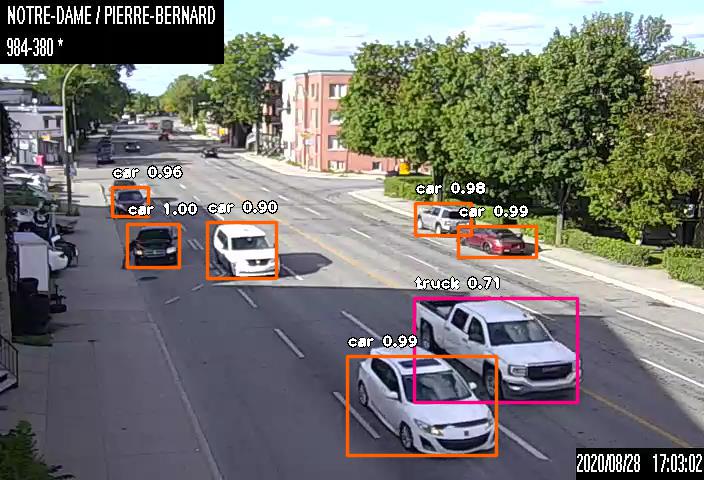 NOTRE-DAME / PIERRE-BERNARD
984-380 *
car 0.96
car 1.00
car 0.90
car 0.98
car 0.99
truck 0.71
car 0.99
2020/08/28 17:03:02